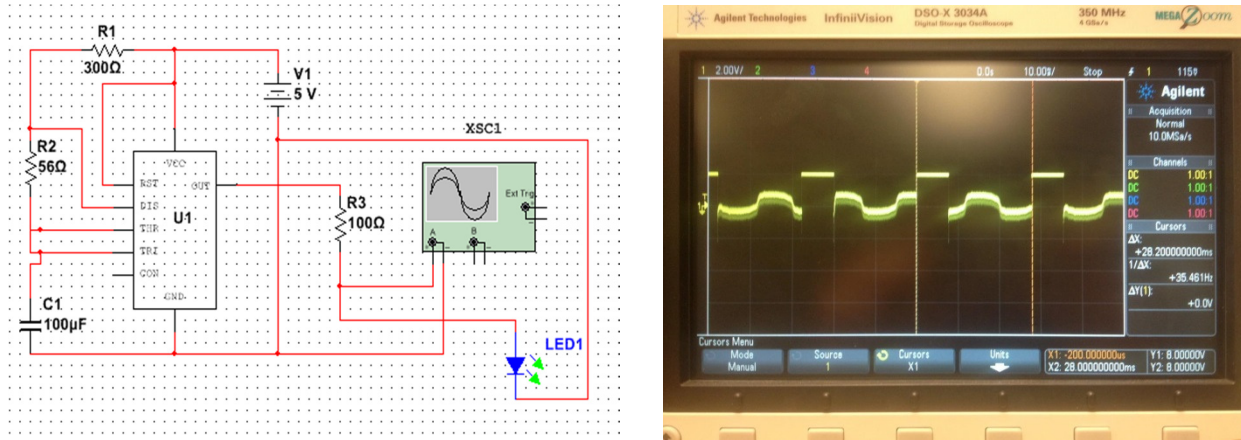 R1
300Ω
V1
5 V
XSC1
R2
56Ω
VCC
RST
OUT
DIS
U1
THR
TRI
CON
GND
R3
100Ω
Ext Trig
A
B
C1
100µF
LED1
Agilent Technologies InfiniiVision DSO-X 3034A
Digital Storage Oscilloscope
350 MHz
4 GSa/s
MEGA Zoom
1 2.00V/ 2 3 4 0.0s 10.00ms/ Stop 1
Agilent
Acquisition
Normal
10.0MSa/s
Channels
DC 1.00:1
DC 1.00:1
DC 1.00:1
DC 1.00:1
Cursors
ΔX:
+28.200000000ms
1/ΔX:
+35.461Hz
ΔY(1):
+0.0V
Cursors Menu
Mode
Manual
Source
1
Cursors
X1
Units
X1: -200.000000us
X2: 28.000000000ms
Y1: 8.00000V
Y2: 8.00000V